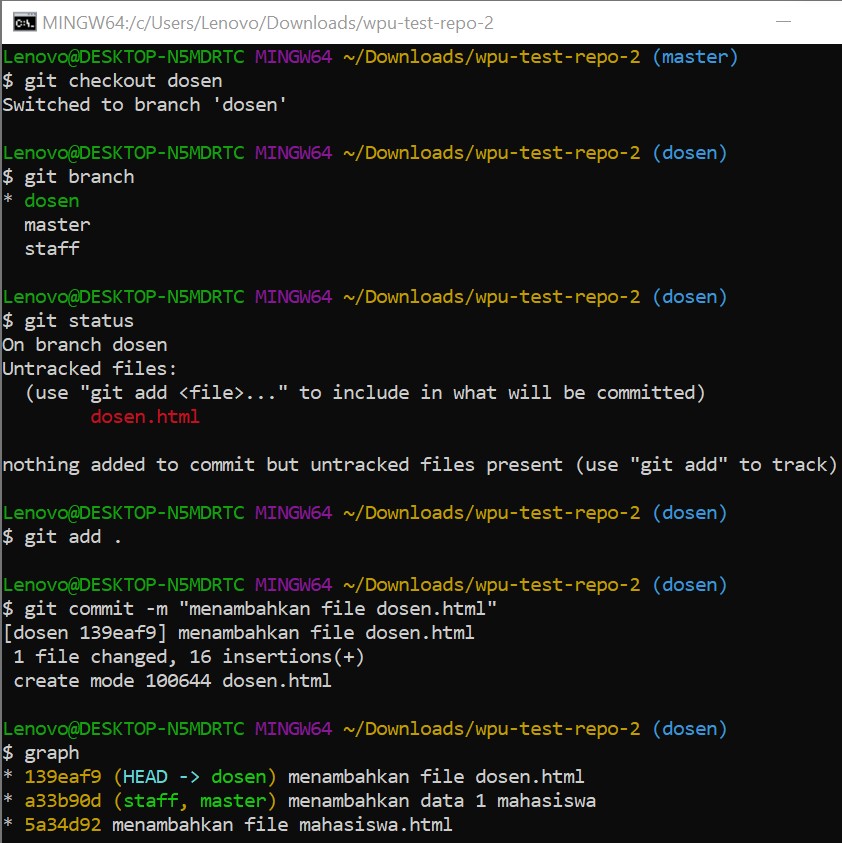 MINGW64:/c/Users/Lenovo/Downloads/wpu-test-repo-2
Lenovo@DESKTOP-N5MDRTC MINGW64 ~/Downloads/wpu-test-repo-2 (master)
$ git checkout dosen
Switched to branch 'dosen'
Lenovo@DESKTOP-N5MDRTC MINGW64 ~/Downloads/wpu-test-repo-2 (dosen)
$ git branch
* dosen
  master
  staff
Lenovo@DESKTOP-N5MDRTC MINGW64 ~/Downloads/wpu-test-repo-2 (dosen)
$ git status
On branch dosen
Untracked files:
  (use "git add <file>..." to include in what will be committed)
        dosen.html
nothing added to commit but untracked files present (use "git add" to track)
Lenovo@DESKTOP-N5MDRTC MINGW64 ~/Downloads/wpu-test-repo-2 (dosen)
$ git add .
Lenovo@DESKTOP-N5MDRTC MINGW64 ~/Downloads/wpu-test-repo-2 (dosen)
$ git commit -m "menambahkan file dosen.html"
[dosen 139eaf9] menambahkan file dosen.html
 1 file changed, 16 insertions(+)
 create mode 100644 dosen.html
Lenovo@DESKTOP-N5MDRTC MINGW64 ~/Downloads/wpu-test-repo-2 (dosen)
$ graph
* 139eaf9 (HEAD -> dosen) menambahkan file dosen.html
* a33b90d (staff, master) menambahkan data 1 mahasiswa
* 5a34d92 menambahkan file mahasiswa.html